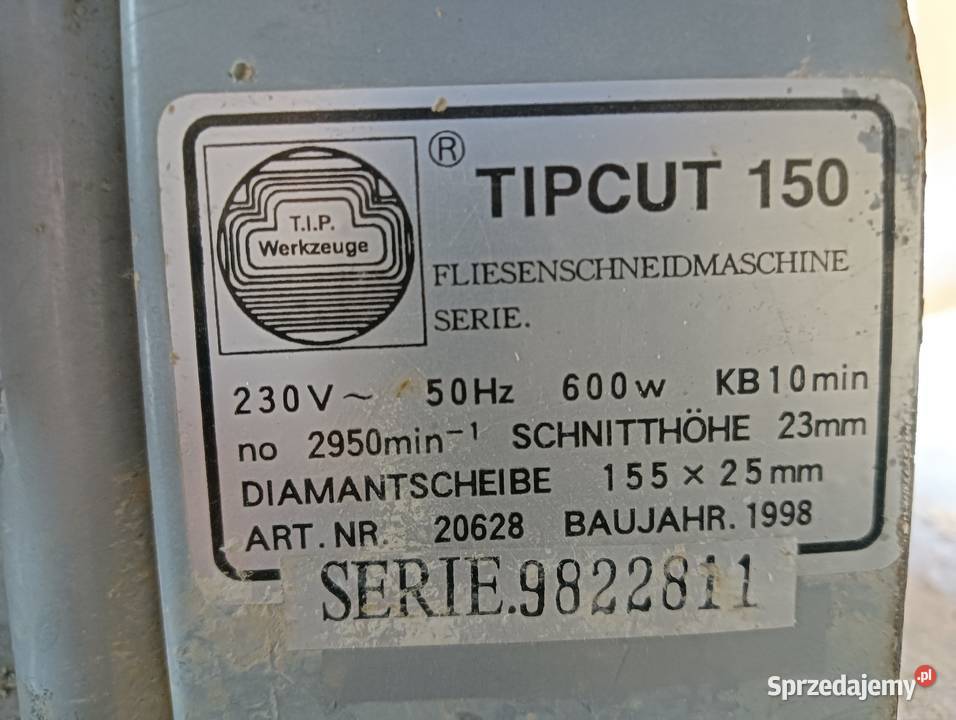 T.I.P.
Werkzeuge
®
TIPCUT 150
FLIESENSCHNEIDMASCHINE
SERIE.
230V~ 50Hz 600w KB10min
no 2950min⁻¹ SCHNITTHÖHE 23mm
DIAMANTSCHEIBE 155×25mm
ART.NR. 20628 BAUJAHR.1998
SERIE.9822811
Sprzedajemy.pl